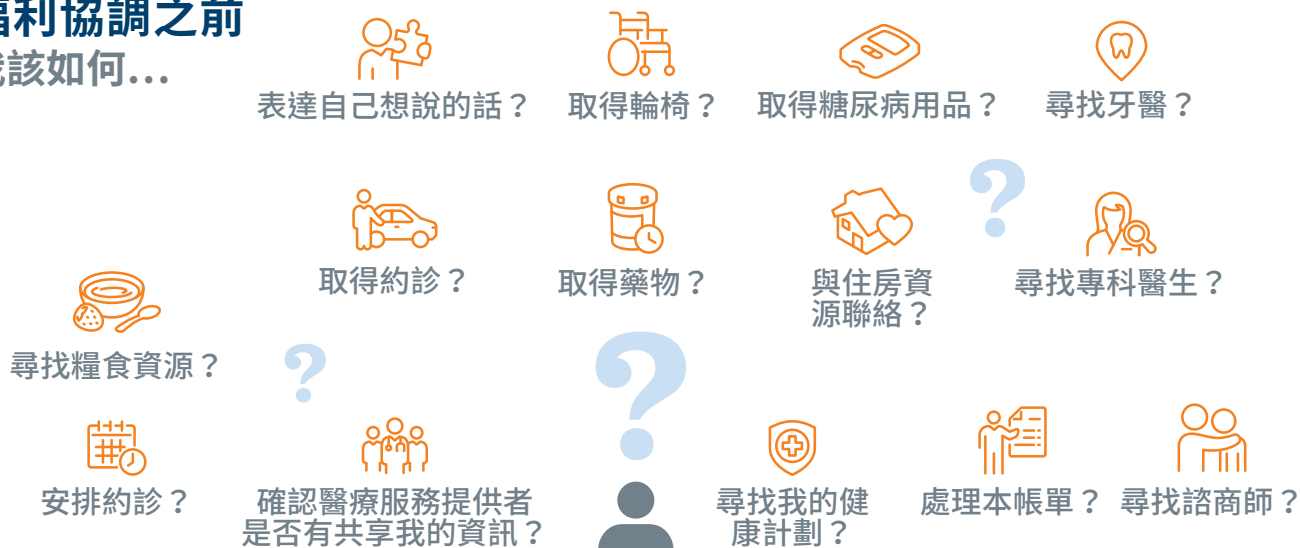 福利協調之前
我該如何...
表達自己想說的話？
取得輪椅？
取得糖尿病用品？
尋找牙醫？
取得約診？
取得藥物？
與住房資
源聯絡？
尋找專科醫生？
尋找糧食資源？
安排約診？
確認醫療服務提供者
是否有共享我的資訊？
尋找我的健
康計劃？
處理本帳單？
尋找諮商師？